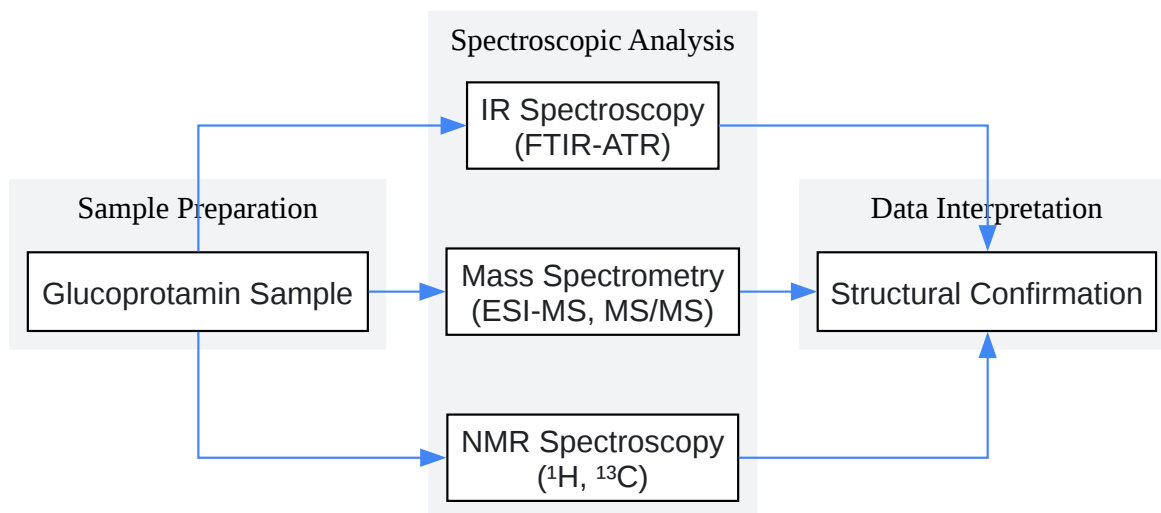 Sample Preparation
Glucoprotamin Sample
Spectroscopic Analysis
IR Spectroscopy
(FTIR-ATR)
Mass Spectrometry
(ESI-MS, MS/MS)
NMR Spectroscopy
(¹H, ¹³C)
Data Interpretation
Structural Confirmation